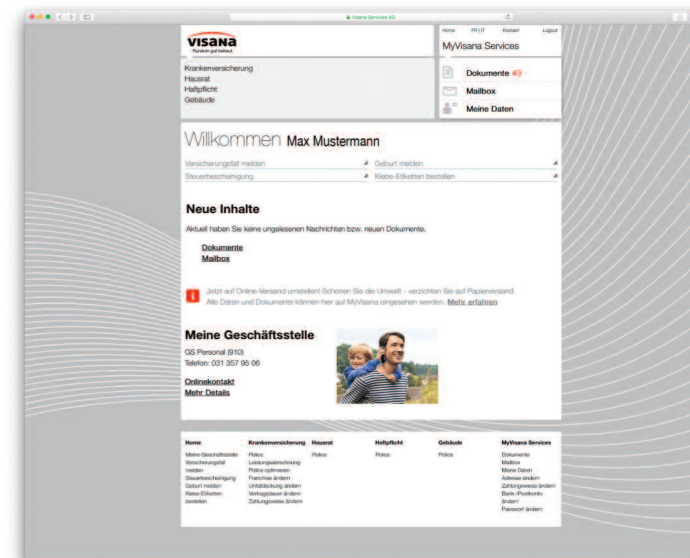 Visana Services AG
visana
Rundum gut betreut.
Home FR | IT Kontakt Logout
MyVisana Services
Krankenversicherung
Hausrat
Haftpflicht
Gebäude
Dokumente
Mailbox
Meine Daten
Willkommen Max Mustermann
Versicherungsfall melden
Geburt melden
Steuerbescheinigung
Klebe-Etiketten bestellen
Neue Inhalte
Aktuell haben Sie keine ungelesenen Nachrichten bzw. neuen Dokumente.
Dokumente
Mailbox
Jetzt auf Online-Versand umstellen! Schonen Sie die Umwelt – verzichten Sie auf Papierversand.
Alle Daten und Dokumente können hier auf MyVisana eingesehen werden. Mehr erfahren
Meine Geschäftsstelle
GS Personal (910)
Telefon: 031 357 95 06
Onlinekontakt
Mehr Details
Home
Meine Geschäftsstelle
Versicherungsfall
melden
Steuerbescheinigung
Geburt melden
Klebe-Etiketten
bestellen
Krankenversicherung
Police
Leistungsabrechnung
Police optimieren
Franchise ändern
Unfalldeckung ändern
Vertragsdauer ändern
Zahlungsweise ändern
Hausrat
Police
Haftpflicht
Police
Gebäude
Police
MyVisana Services
Dokumente
Mailbox
Meine Daten
Adresse ändern
Zahlungsweise ändern
Bank-/Postkonto
ändern
Passwort ändern